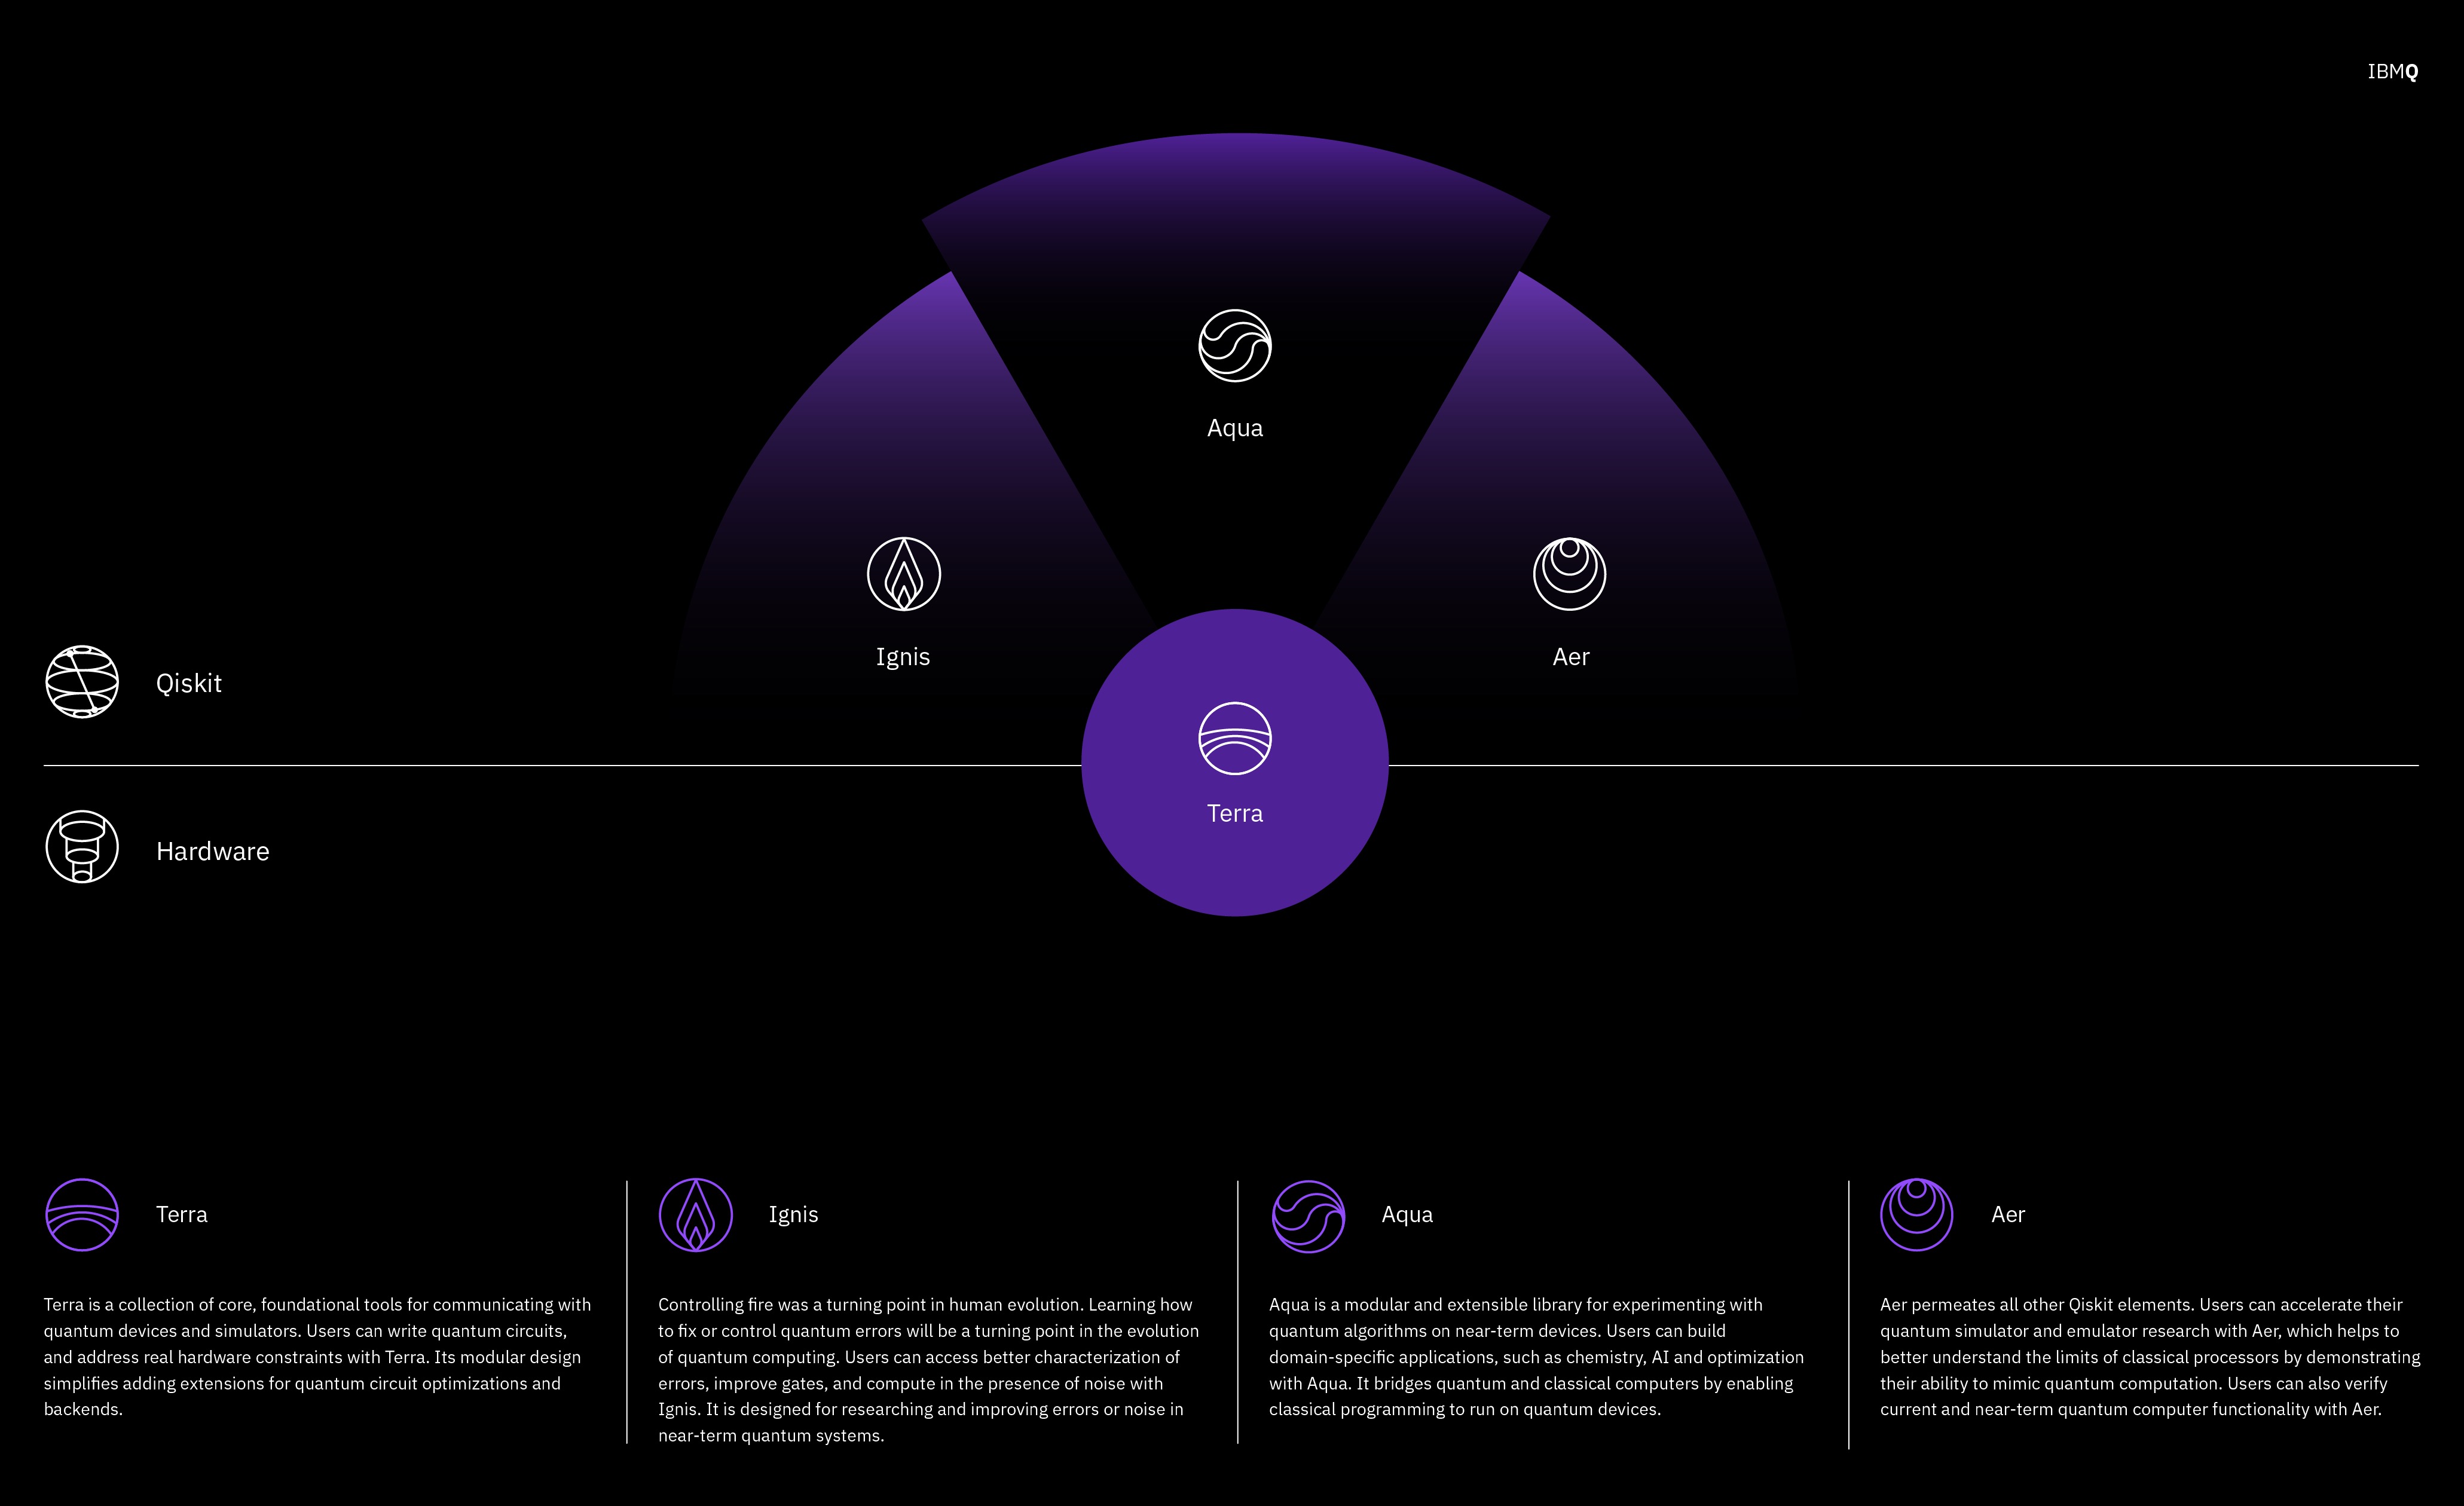 IBMQ
Aqua
Ignis
Aer
Qiskit
Terra
Hardware
Terra
Terra is a collection of core, foundational tools for communicating with
quantum devices and simulators. Users can write quantum circuits,
and address real hardware constraints with Terra. Its modular design
simplifies adding extensions for quantum circuit optimizations and
backends.
Ignis
Controlling fire was a turning point in human evolution. Learning how
to fix or control quantum errors will be a turning point in the evolution
of quantum computing. Users can access better characterization of
errors, improve gates, and compute in the presence of noise with
Ignis. It is designed for researching and improving errors or noise in
near-term quantum systems.
Aqua
Aqua is a modular and extensible library for experimenting with
quantum algorithms on near-term devices. Users can build
domain-specific applications, such as chemistry, AI and optimization
with Aqua. It bridges quantum and classical computers by enabling
classical programming to run on quantum devices.
Aer
Aer permeates all other Qiskit elements. Users can accelerate their
quantum simulator and emulator research with Aer, which helps to
better understand the limits of classical processors by demonstrating
their ability to mimic quantum computation. Users can also verify
current and near-term quantum computer functionality with Aer.